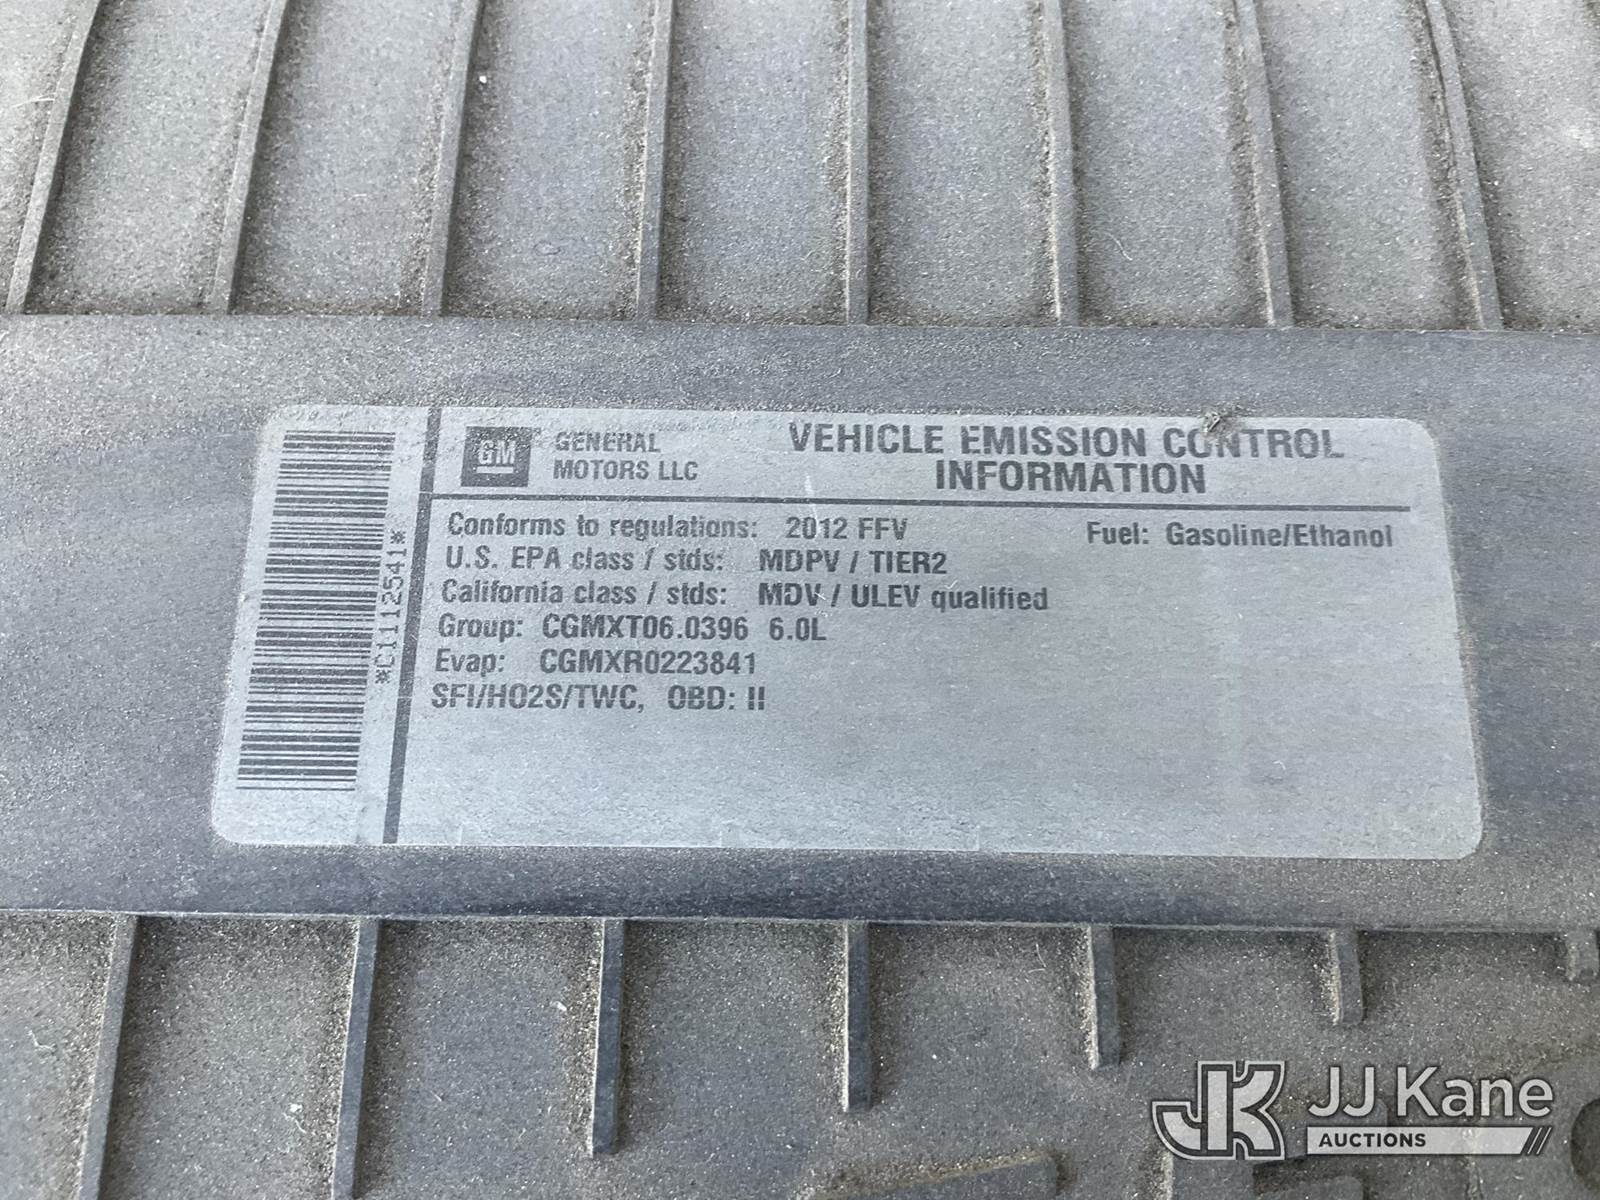 *C1112541*
GM
GENERAL
MOTORS LLC
VEHICLE EMISSION CONTROL
INFORMATION
Conforms to regulations: 2012 FFV Fuel: Gasoline/Ethanol
U.S. EPA class / stds: MDPV / TIER2
California class / stds: MDV / ULEV qualified
Group: CGMXT06.0396 6.0L
Evap: CGMXR0223841
SFI/HO2S/TWC, OBD: II
JK JJ Kane
AUCTIONS